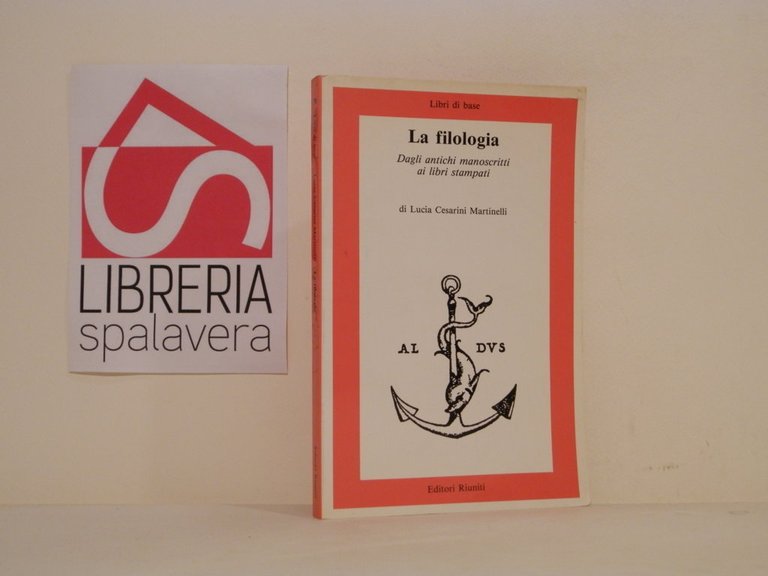 LIBRERIA
spalavera
Libri di base
La filologia
Dagli antichi manoscritti
ai libri stampati
di Lucia Cesarini Martinelli
AL DVS
Editori Riuniti